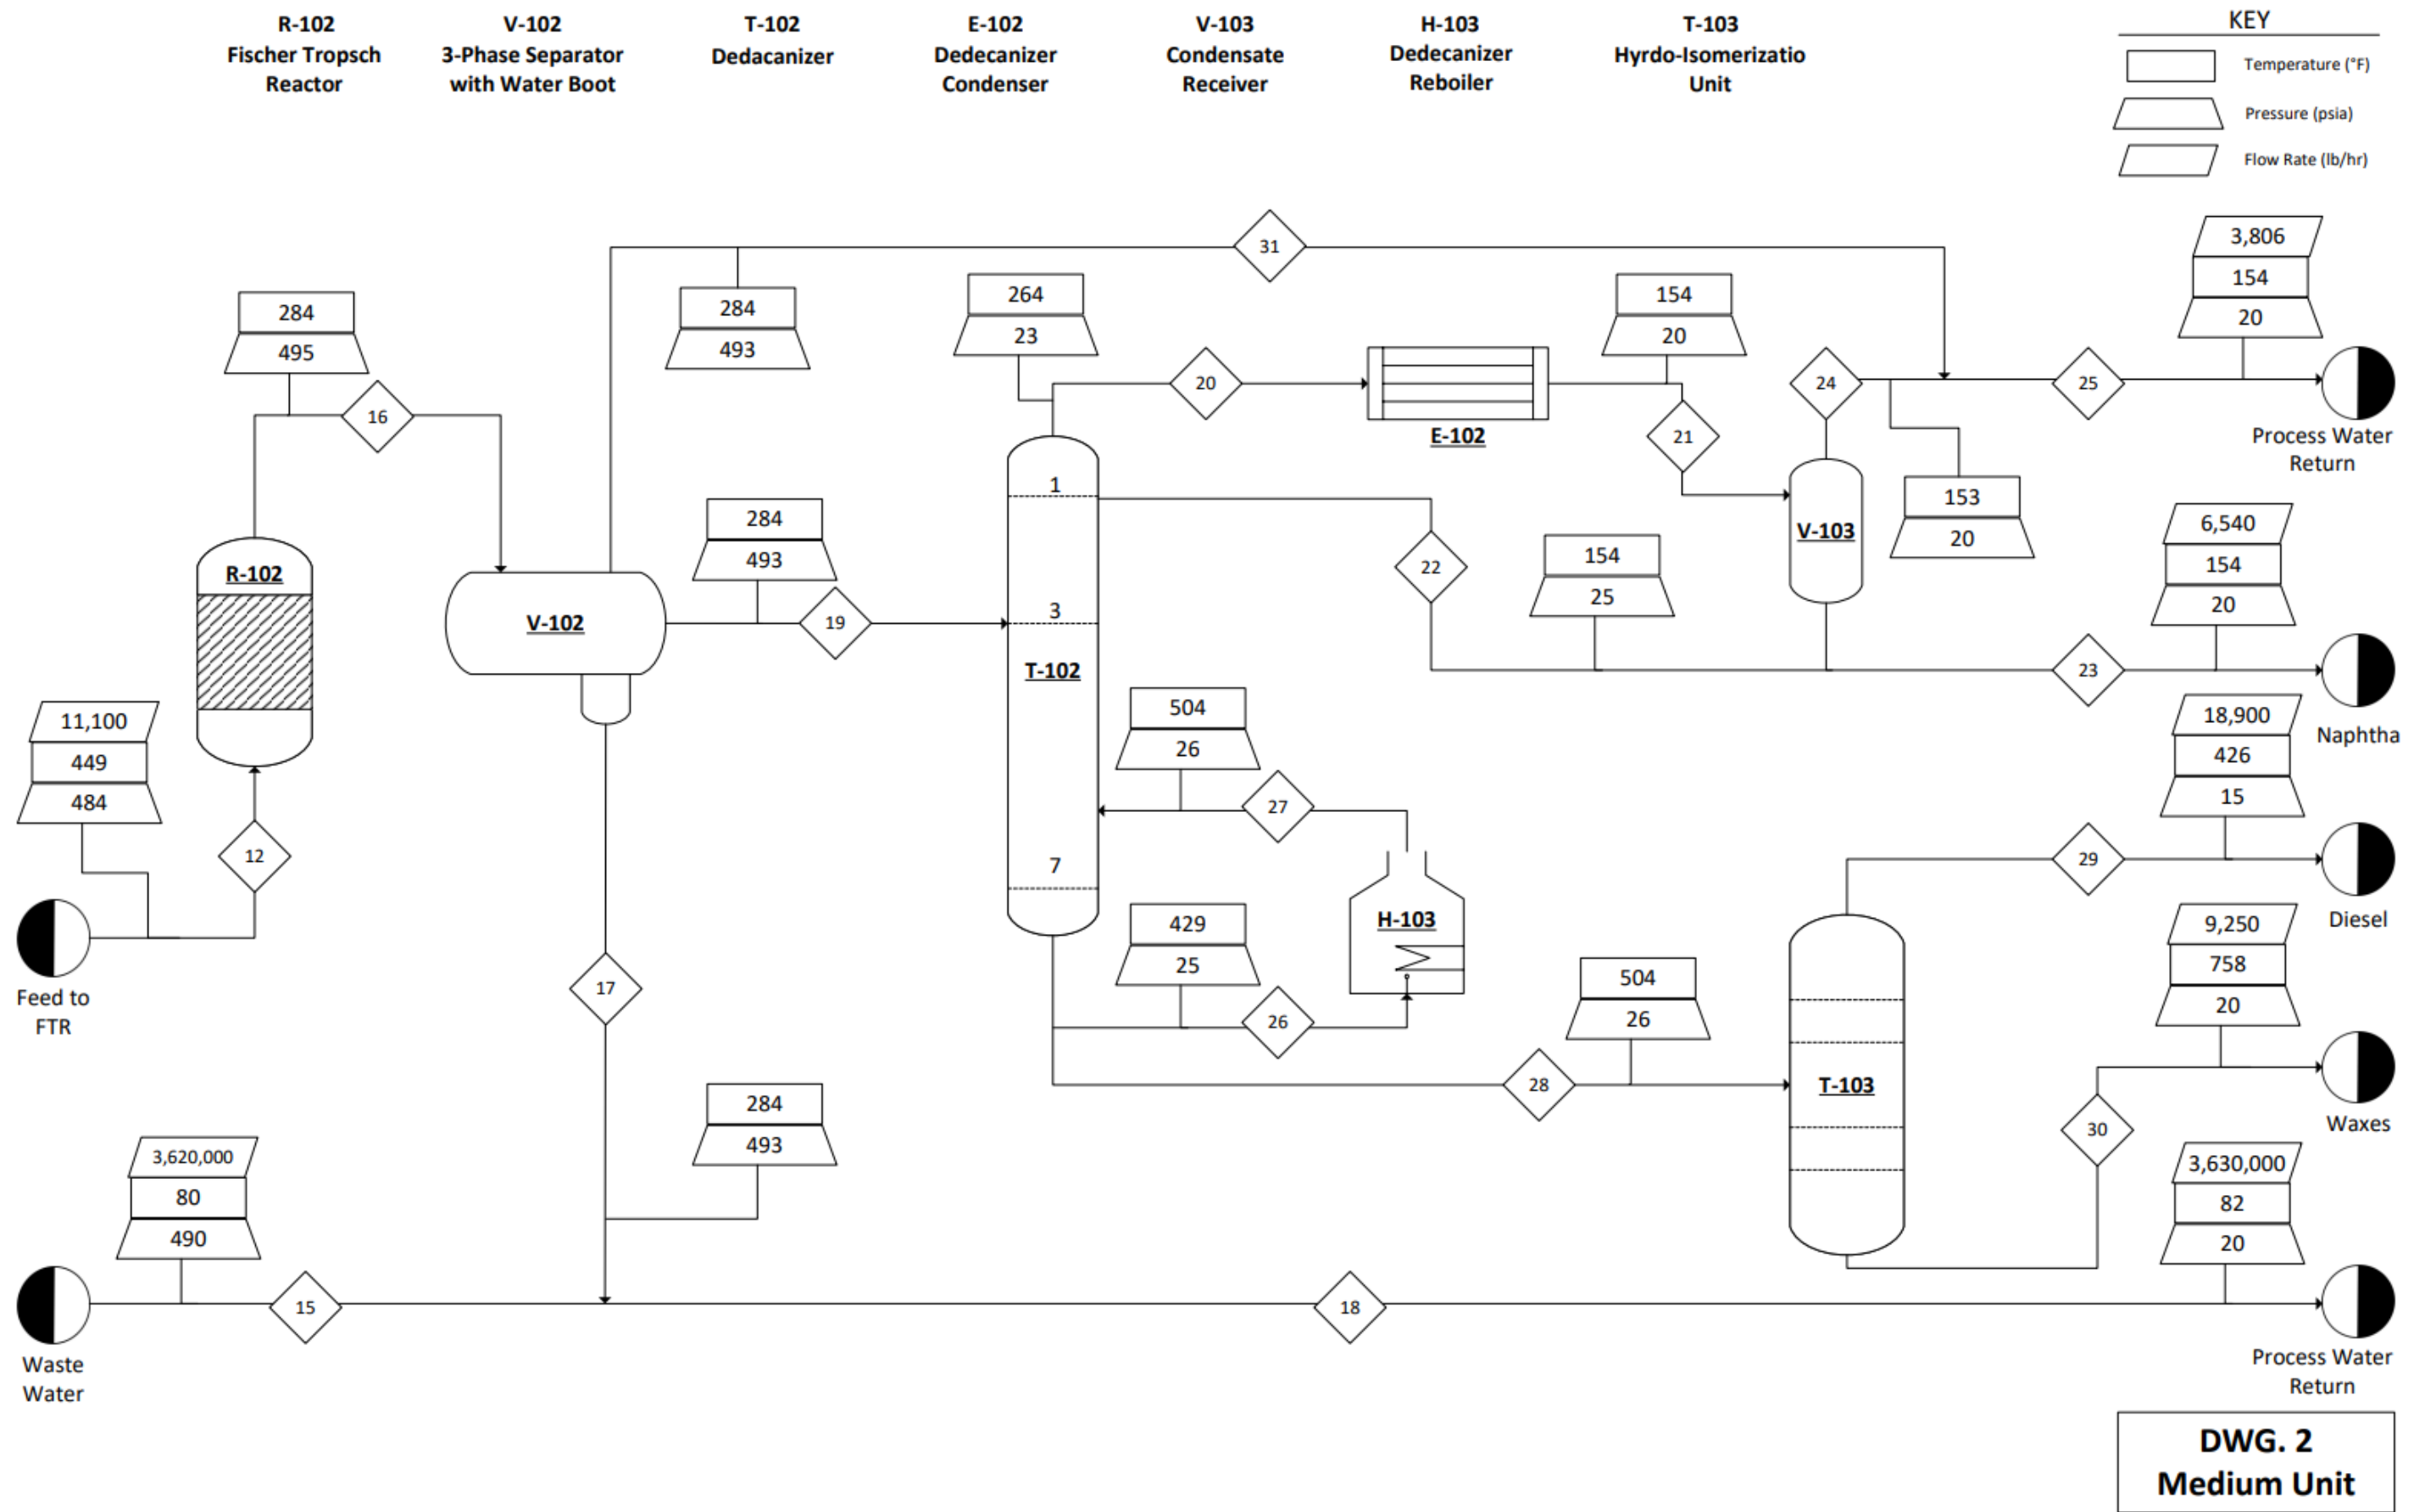 R-102
Fischer Tropsch
Reactor
V-102
3-Phase Separator
with Water Boot
T-102
Dedacanizer
E-102
Dedecanizer
Condenser
V-103
Condensate
Receiver
H-103
Dedecanizer
Reboiler
T-103
Hyrdo-Isomerizatio
Unit
KEY
Temperature (°F)
Pressure (psia)
Flow Rate (lb/hr)
31
3,806
154
20
284
495
284
493
264
23
154
20
16
20
24
25
E-102
21
Process Water
Return
1
284
493
153
20
V-103
6,540
154
20
154
25
22
R-102
V-102
19
3
T-102
23
Naphtha
504
26
18,900
426
15
11,100
449
484
27
12
7
29
Diesel
429
25
H-103
9,250
758
20
Feed to
FTR
17
26
504
26
28
T-103
30
Waxes
284
493
3,620,000
80
490
3,630,000
82
20
15
18
Waste
Water
Process Water
Return
DWG. 2
Medium Unit